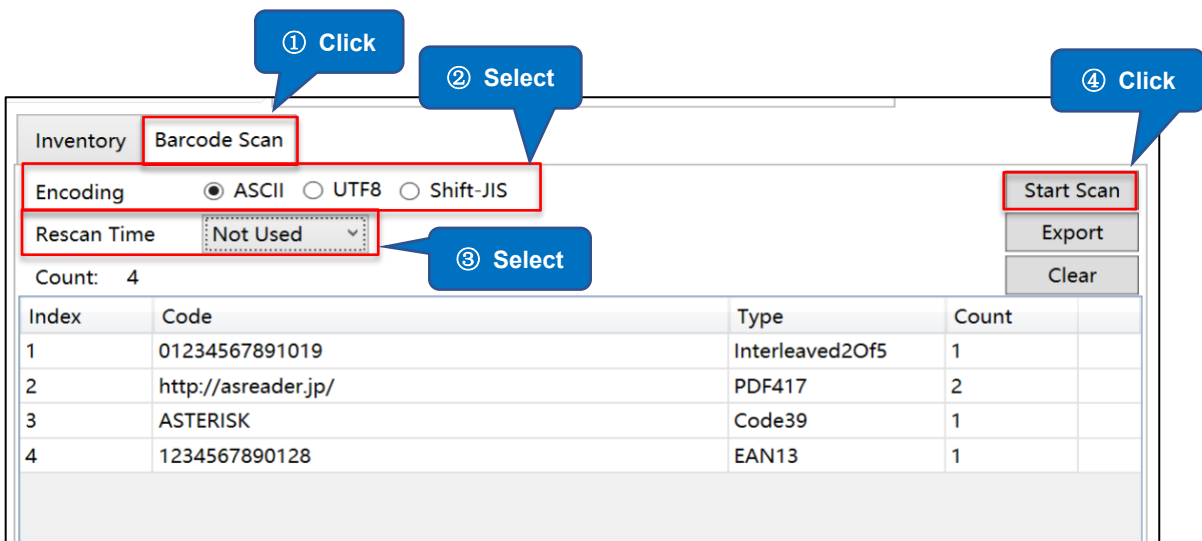 ① Click
② Select
④ Click
Inventory Barcode Scan
Encoding ASCII UTF8 Shift-JIS Start Scan
Rescan Time Not Used Export
③ Select
Count: 4 Clear
Index Code Type Count
1 01234567891019 Interleaved2Of5 1
2 http://asreader.jp/ PDF417 2
3 ASTERISK Code39 1
4 1234567890128 EAN13 1